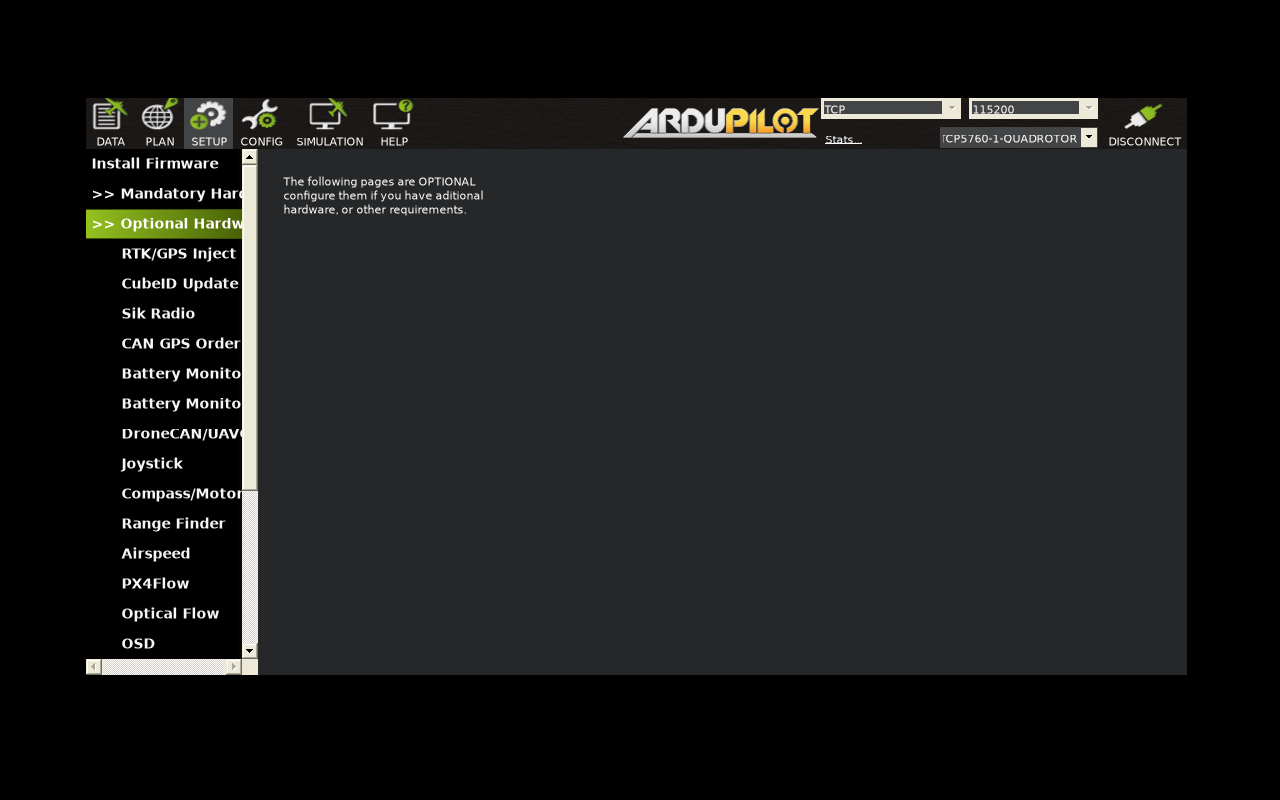 DATA PLAN SETUP CONFIG SIMULATION HELP
ARDUPILOT
TCP 115200
Stats... TCP5760-1-QUADROTOR
DISCONNECT
Install Firmware
>> Mandatory Hard
>> Optional Hardw
RTK/GPS Inject
CubeID Update
Sik Radio
CAN GPS Order
Battery Monito
Battery Monito
DroneCAN/UAV
Joystick
Compass/Motor
Range Finder
Airspeed
PX4Flow
Optical Flow
OSD
The following pages are OPTIONAL
configure them if you have aditional
hardware, or other requirements.